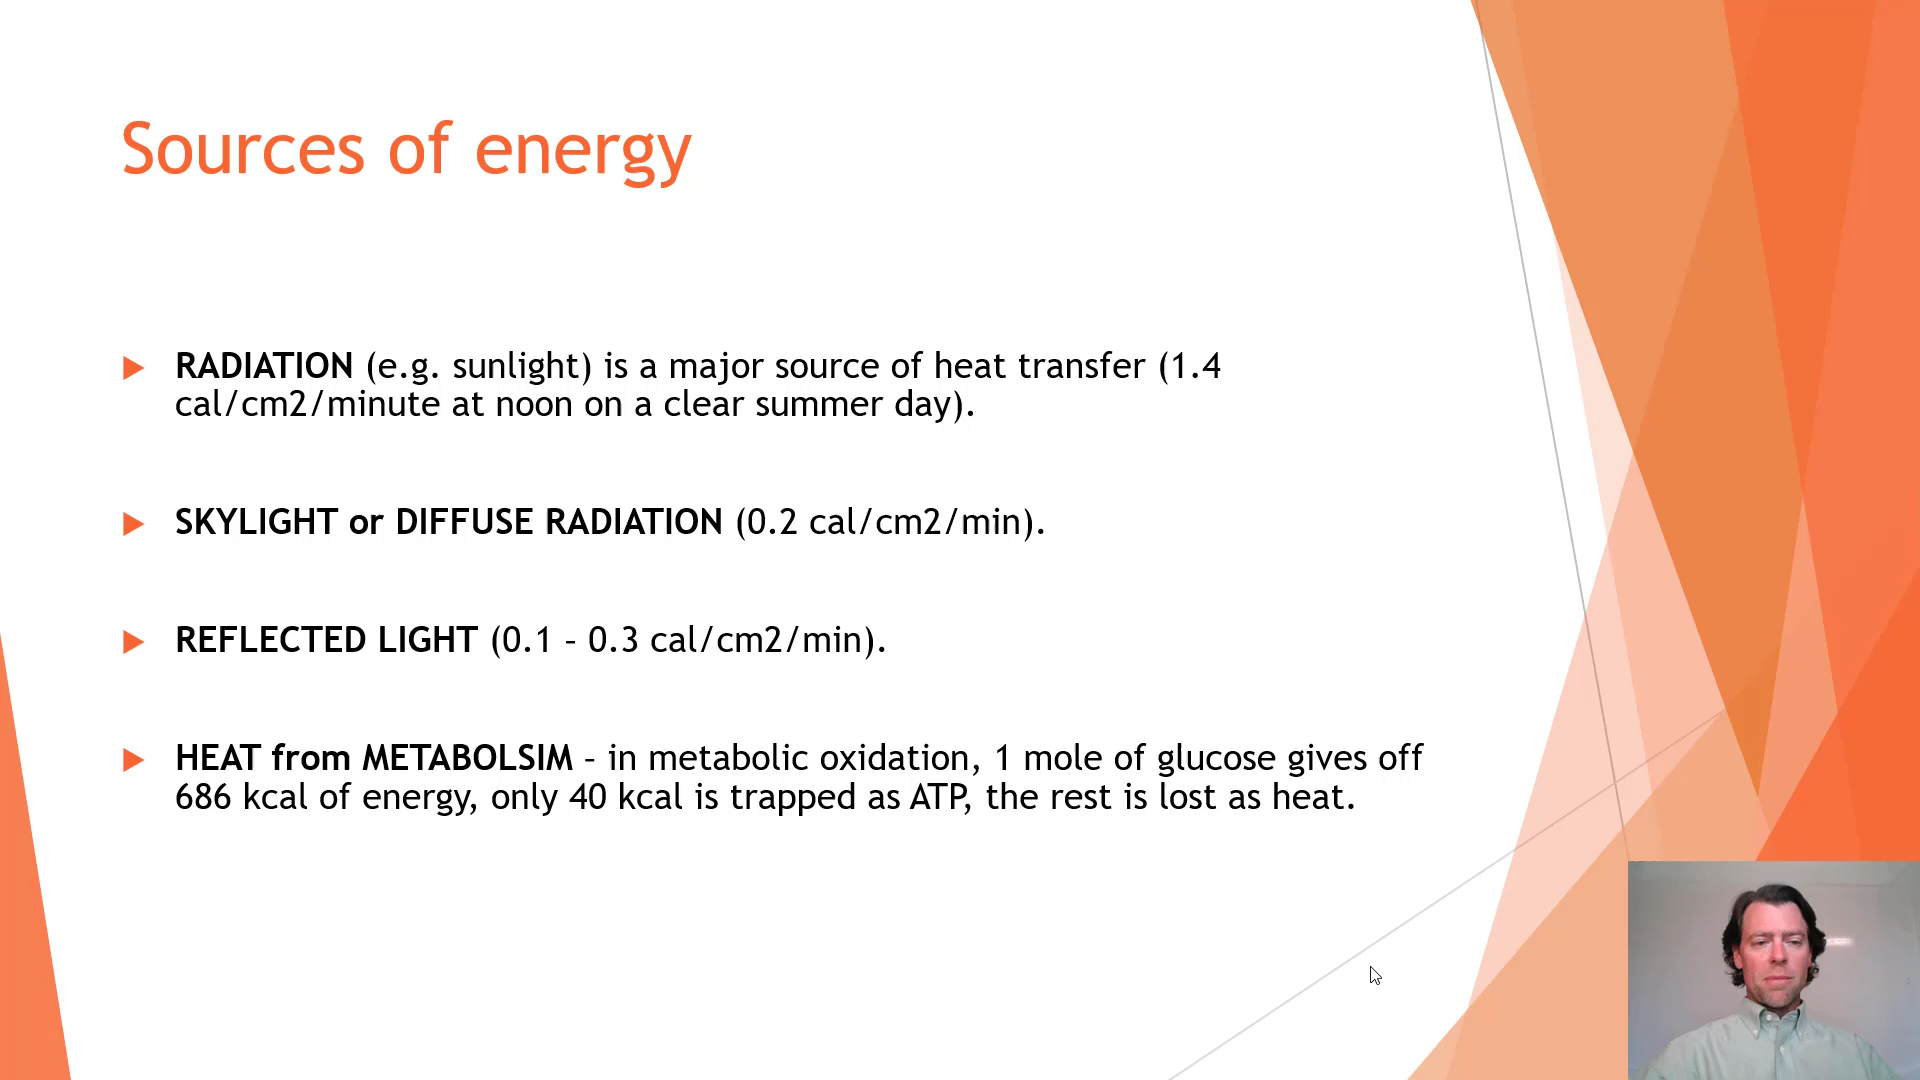 Sources of energy
RADIATION (e.g. sunlight) is a major source of heat transfer (1.4
cal/cm2/minute at noon on a clear summer day).
SKYLIGHT or DIFFUSE RADIATION (0.2 cal/cm2/min).
REFLECTED LIGHT (0.1 – 0.3 cal/cm2/min).
HEAT from METABOLSIM – in metabolic oxidation, 1 mole of glucose gives off
686 kcal of energy, only 40 kcal is trapped as ATP, the rest is lost as heat.